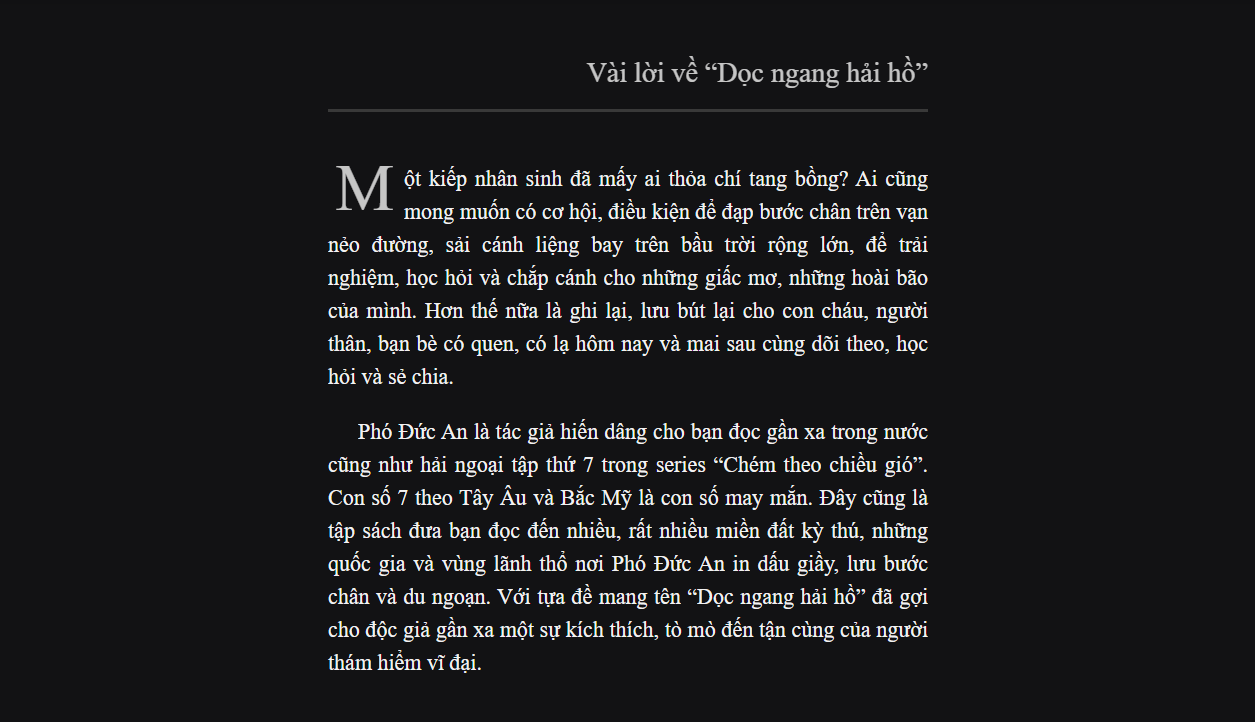 Vài lời về “Dọc ngang hải hồ”
Một kiếp nhân sinh đã mấy ai thỏa chí tang bồng? Ai cũng
mong muốn có cơ hội, điều kiện để đạp bước chân trên vạn
nẻo đường, sải cánh liệng bay trên bầu trời rộng lớn, để trải
nghiệm, học hỏi và chắp cánh cho những giấc mơ, những hoài bão
của mình. Hơn thế nữa là ghi lại, lưu bút lại cho con cháu, người
thân, bạn bè có quen, có lạ hôm nay và mai sau cùng dõi theo, học
hỏi và sẻ chia.
Phó Đức An là tác giả hiến dâng cho bạn đọc gần xa trong nước
cũng như hải ngoại tập thứ 7 trong series “Chém theo chiều gió”.
Con số 7 theo Tây Âu và Bắc Mỹ là con số may mắn. Đây cũng là
tập sách đưa bạn đọc đến nhiều, rất nhiều miền đất kỳ thú, những
quốc gia và vùng lãnh thổ nơi Phó Đức An in dấu giầy, lưu bước
chân và du ngoạn. Với tựa đề mang tên “Dọc ngang hải hồ” đã gợi
cho độc giả gần xa một sự kích thích, tò mò đến tận cùng của người
thám hiểm vĩ đại.